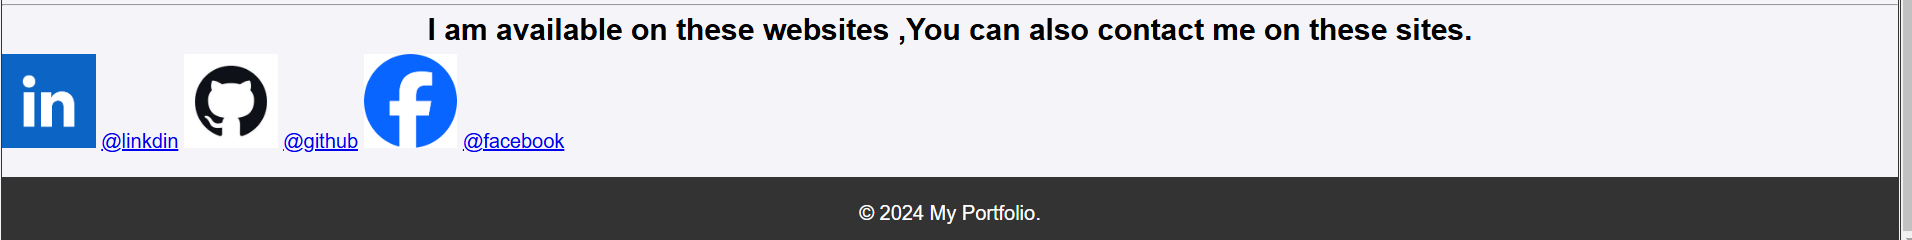 I am available on these websites ,You can also contact me on these sites.
in @linkdin @github f @facebook
© 2024 My Portfolio.